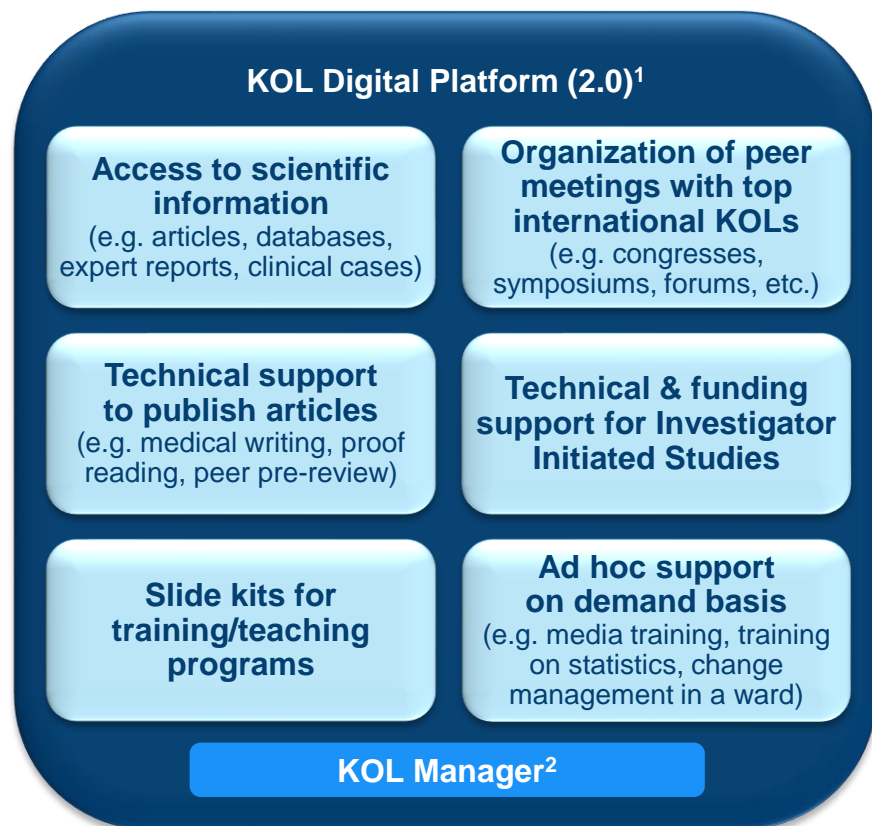 KOL Digital Platform (2.0)¹
Access to scientific
information
(e.g. articles, databases,
expert reports, clinical cases)
Organization of peer
meetings with top
international KOLs
(e.g. congresses,
symposiums, forums, etc.)
Technical support
to publish articles
(e.g. medical writing, proof
reading, peer pre-review)
Technical & funding
support for Investigator
Initiated Studies
Slide kits for
training/teaching
programs
Ad hoc support
on demand basis
(e.g. media training, training
on statistics, change
management in a ward)
KOL Manager²